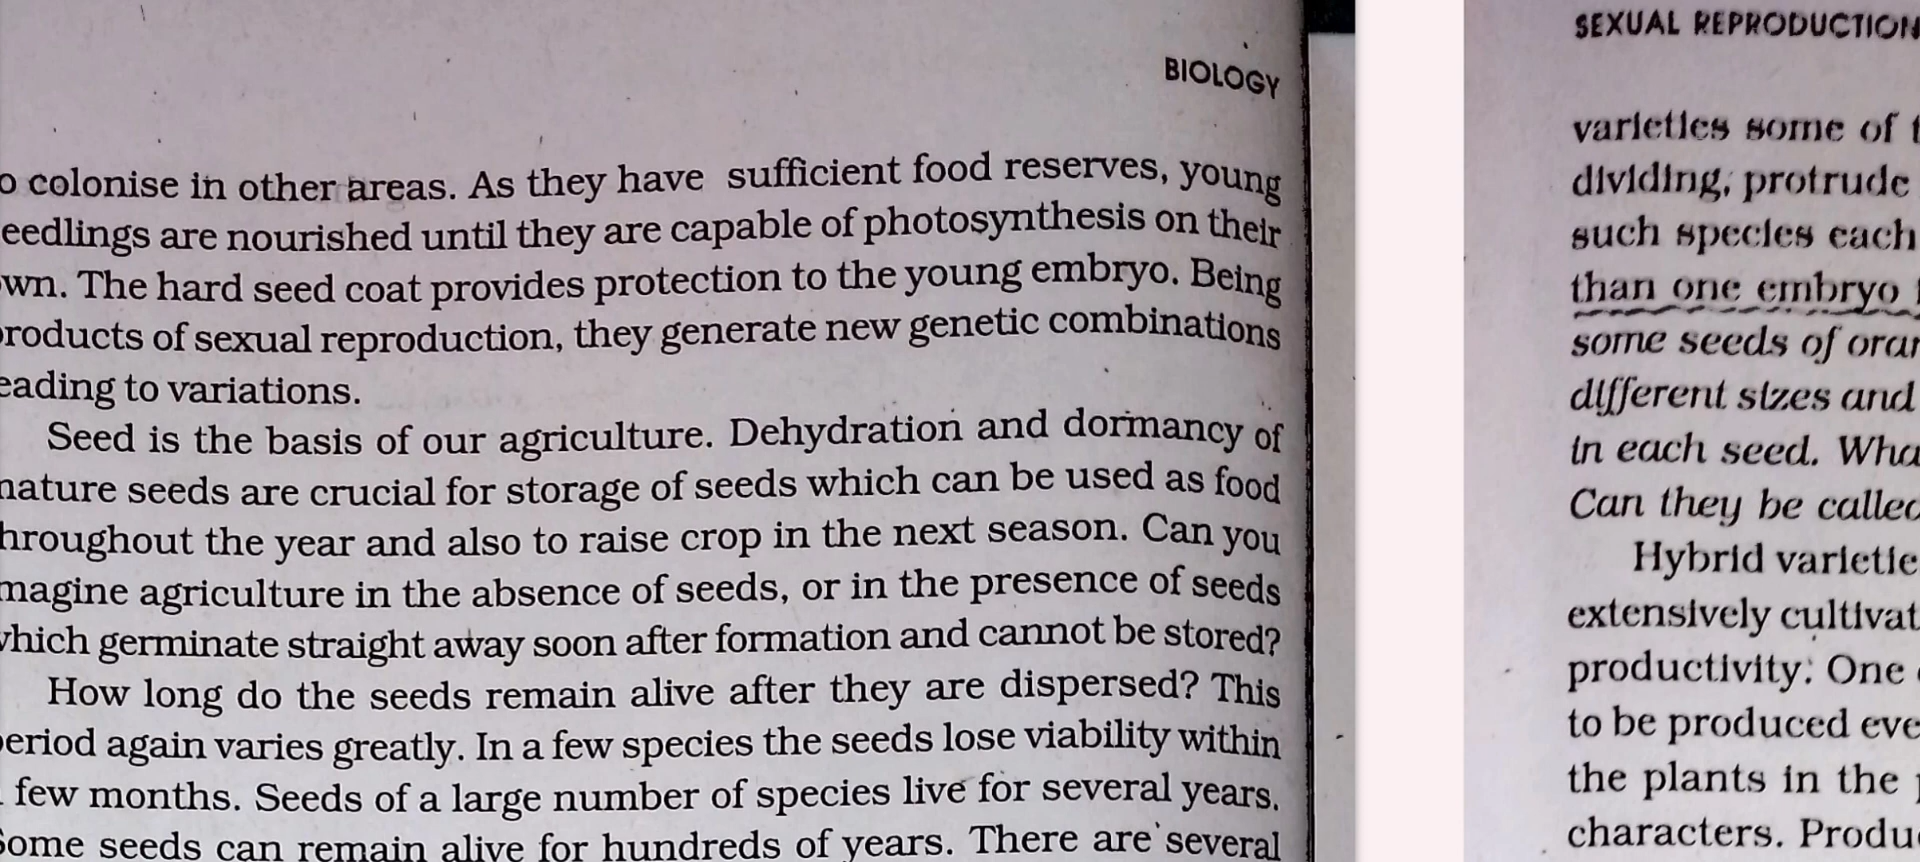 BIOLOGY
o colonise in other areas. As they have sufficient food reserves, young
eedlings are nourished until they are capable of photosynthesis on their
wn. The hard seed coat provides protection to the young embryo. Being
roducts of sexual reproduction, they generate new genetic combinations
eading to variations.
Seed is the basis of our agriculture. Dehydration and dormancy of
nature seeds are crucial for storage of seeds which can be used as food
hroughout the year and also to raise crop in the next season. Can you
magine agriculture in the absence of seeds, or in the presence of seeds
which germinate straight away soon after formation and cannot be stored?
How long do the seeds remain alive after they are dispersed? This
period again varies greatly. In a few species the seeds lose viability within
few months. Seeds of a large number of species live for several years.
Some seeds can remain alive for hundreds of years. There are several
SEXUAL REPRODUCTION
varieties some of
dividing, protrude
such species each
than one embryo
some seeds of oran
different sizes and
in each seed. Wha
Can they be called
Hybrid varietie
extensively cultivat
productivity. One
to be produced eve
the plants in the
characters. Produ